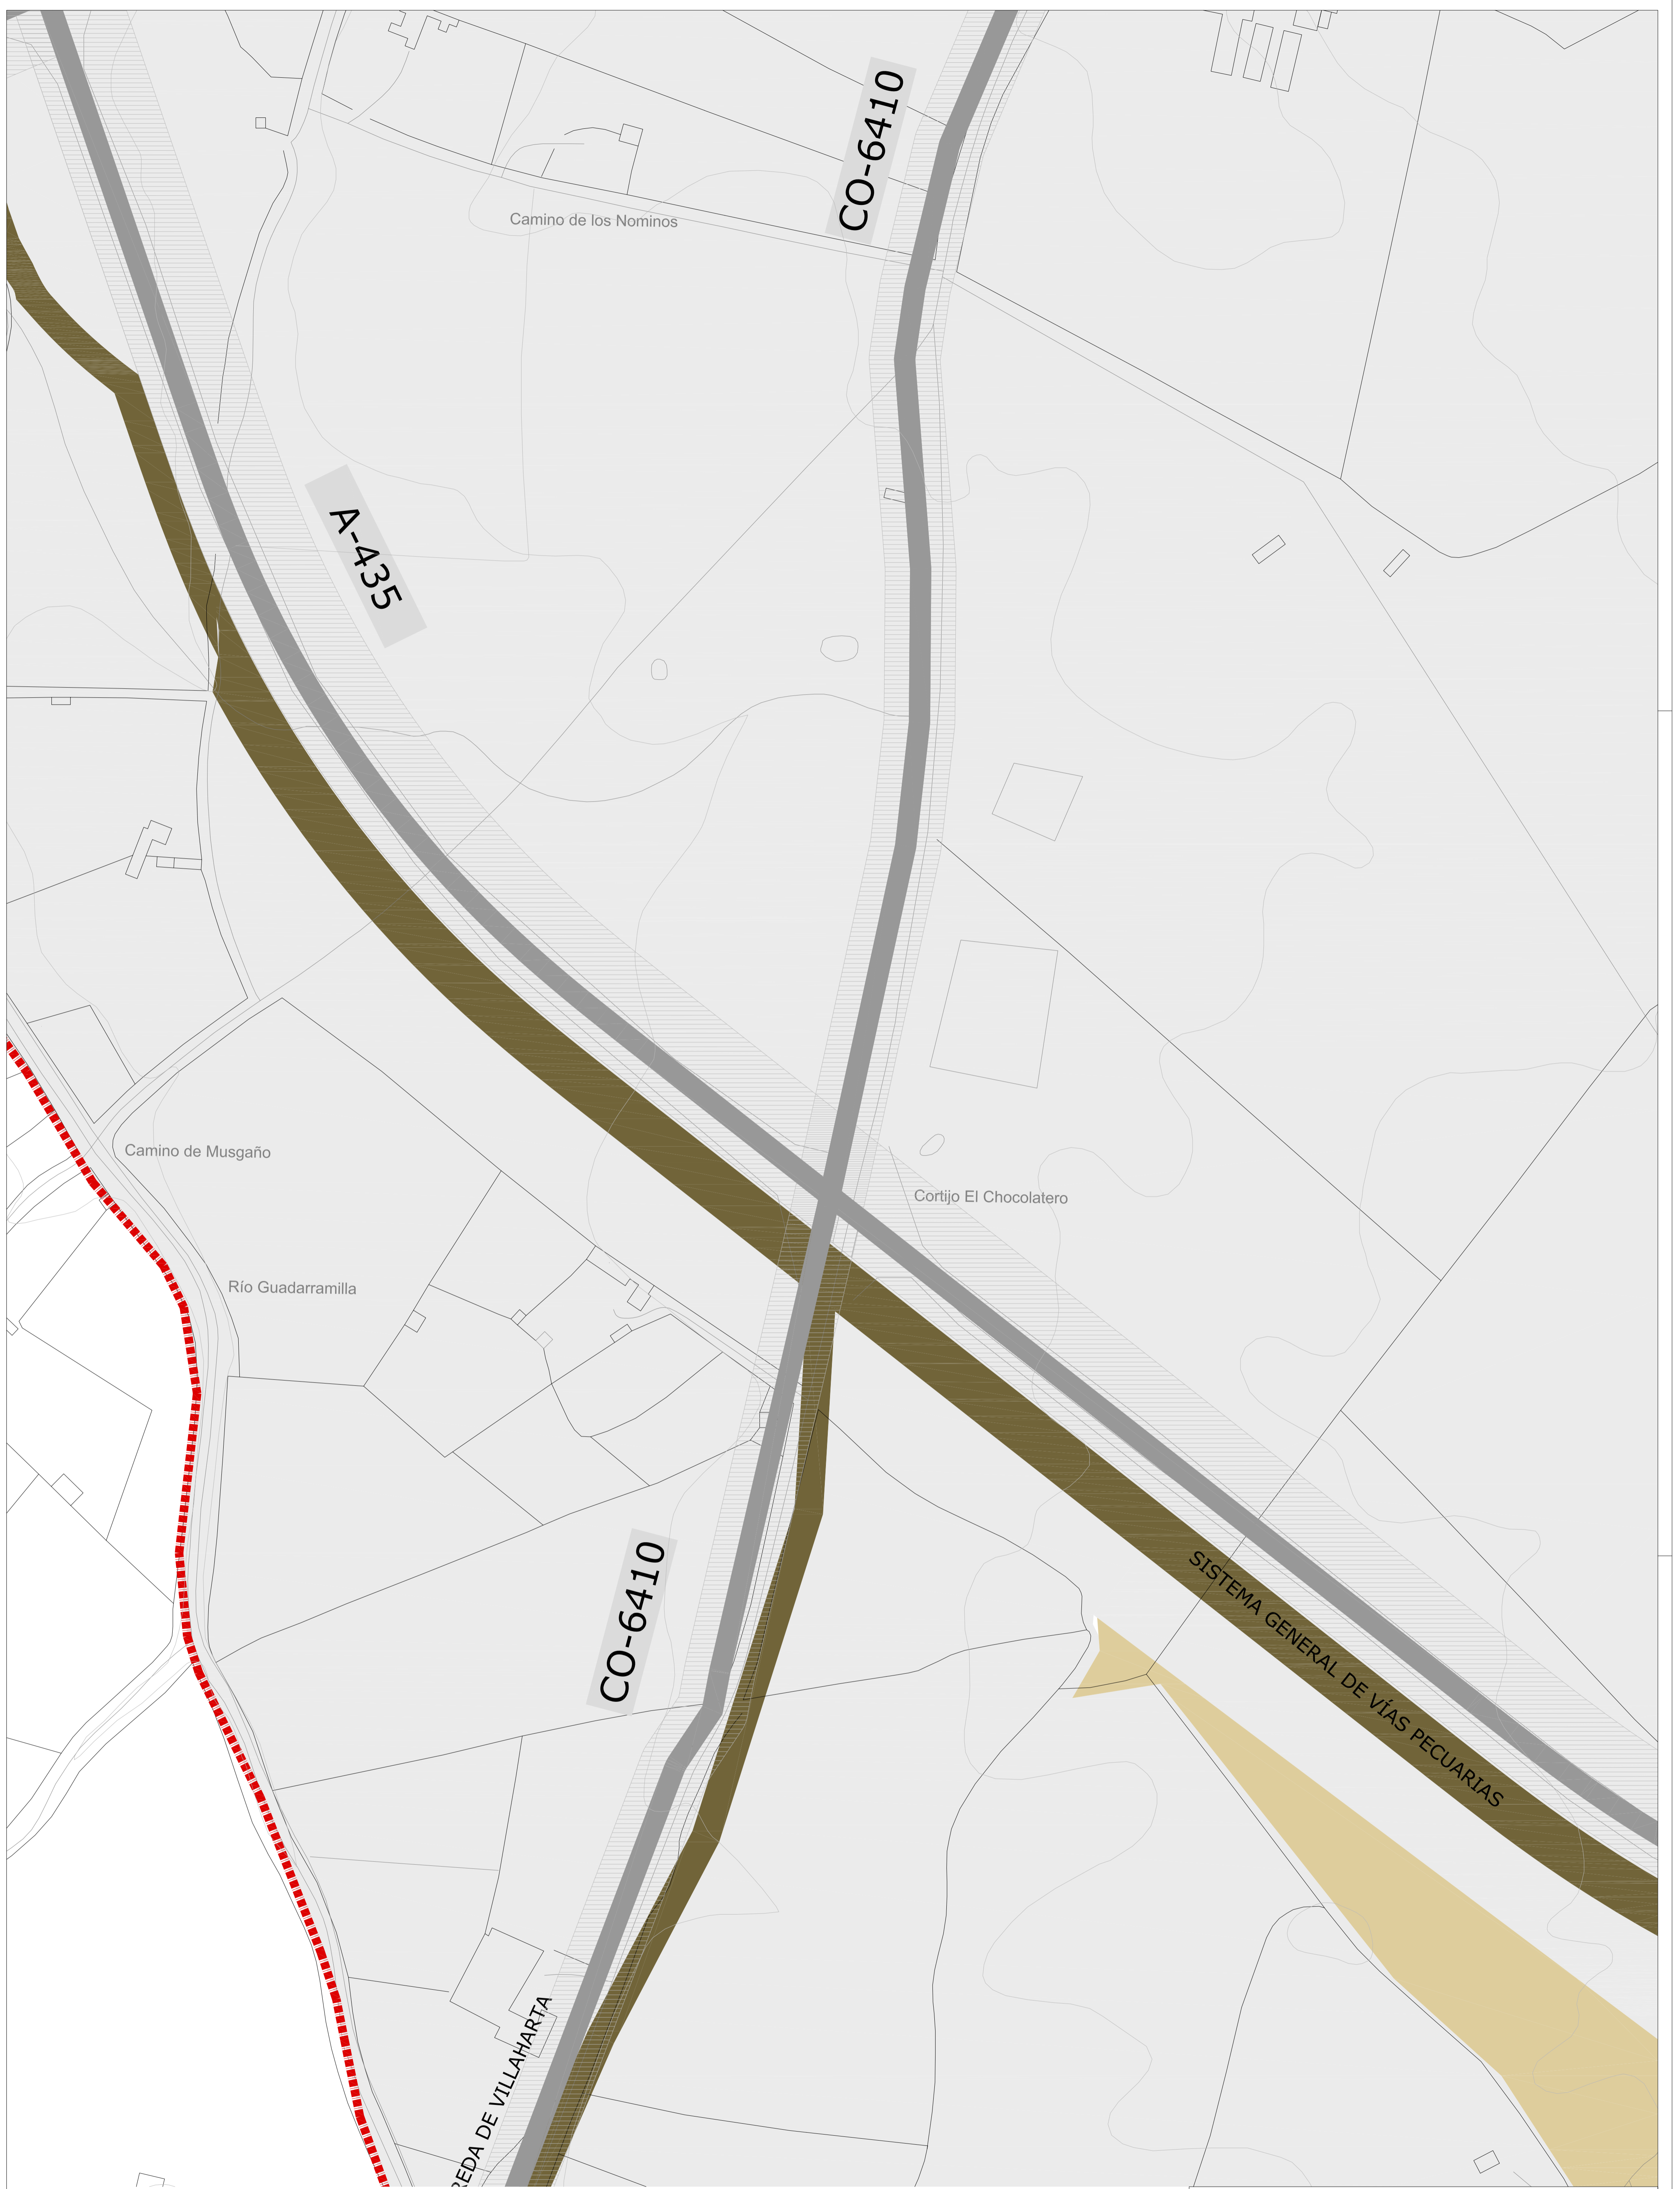 CO-6410
Camino de los Nominos
A-435
Camino de Musgaño
Cortijo El Chocolatero
Río Guadarramilla
CO-6410
SISTEMA GENERAL DE VÍAS PECUARIAS
REDA DE VILLAHARTA